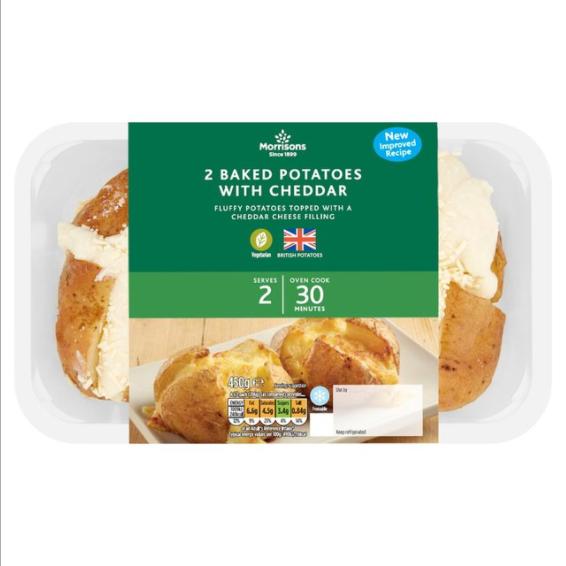 Morrisons
Since 1899
New
Improved
Recipe
2 BAKED POTATOES
WITH CHEDDAR
FLUFFY POTATOES TOPPED WITH A
CHEDDAR CHEESE FILLING
Vegetarian
BRITISH POTATOES
SERVES
2
OVEN COOK
30
MINUTES
450g e
Serving suggestion
ENERGY
Fat
Saturates
Sugars
Salt
6.6g
4.5g
3.4g
0.84g
Freezable
Use by
Keep refrigerated